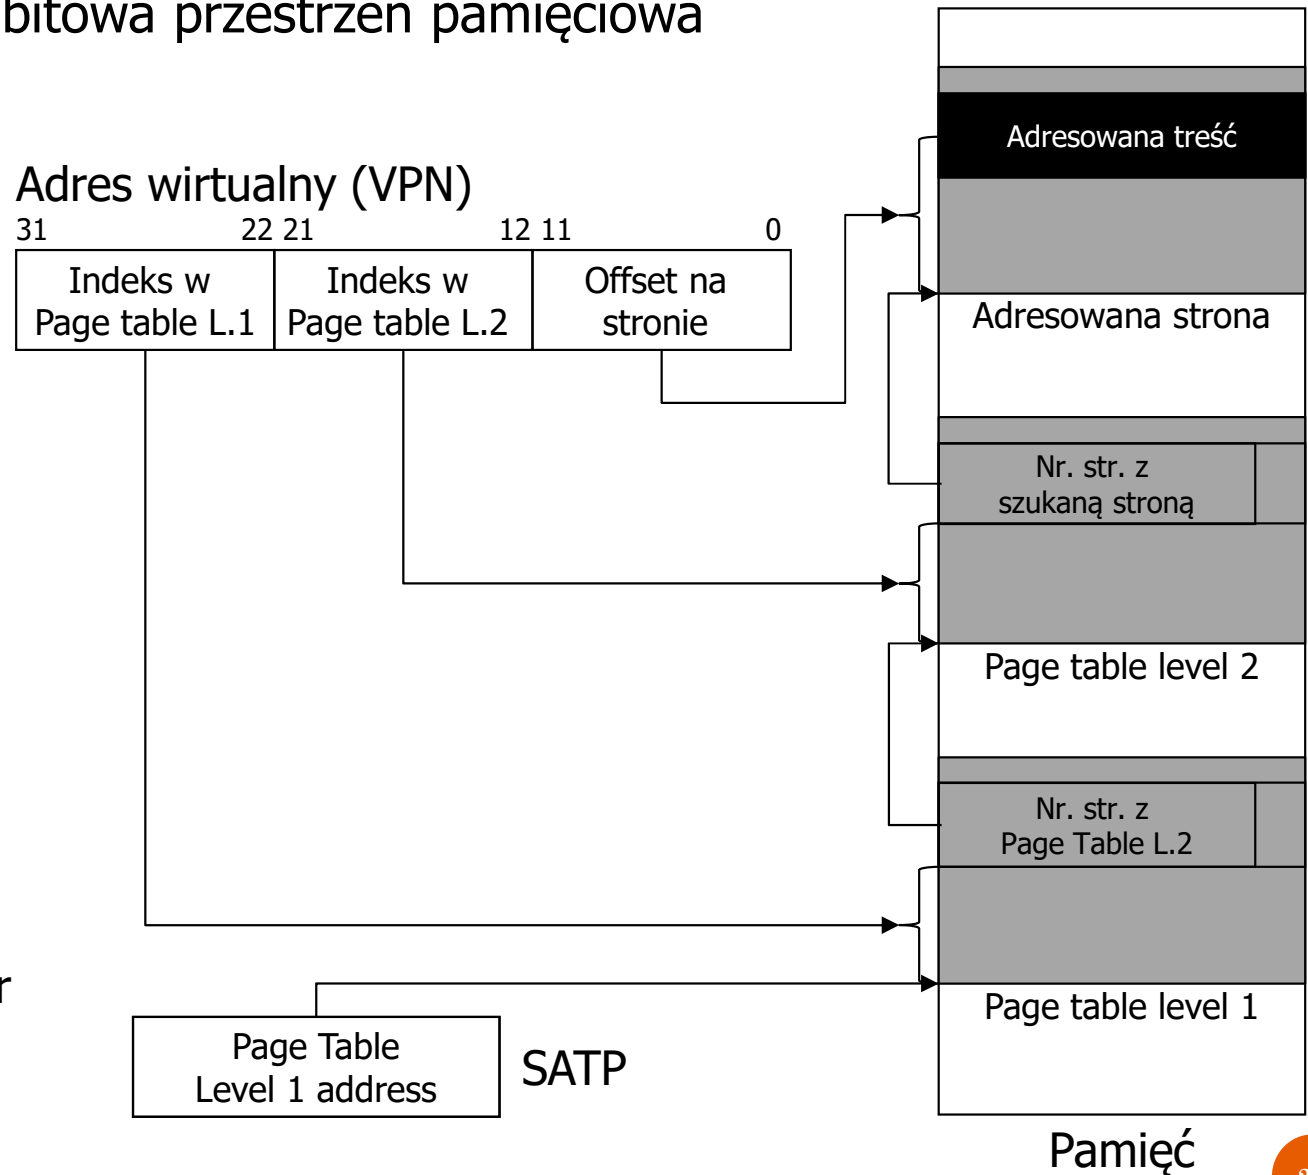 bitowa przestrzeń pamięciowa
Adres wirtualny (VPN)
31 22 21 12 11 0
Indeks w
Page table L.1
Indeks w
Page table L.2
Offset na
stronie
Adresowana treść
Adresowana strona
Nr. str. z
szukaną stroną
Page table level 2
Nr. str. z
Page Table L.2
Page table level 1
r
Page Table
Level 1 address
SATP
Pamięć